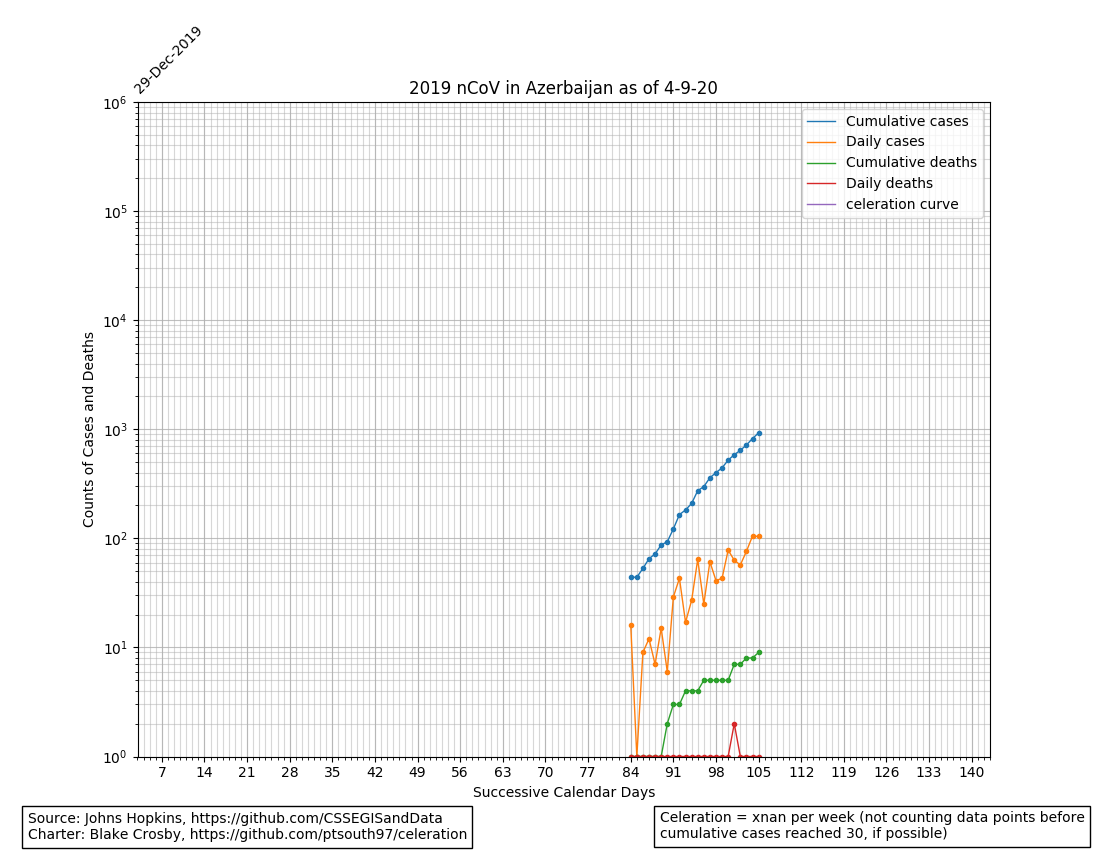 29-Dec-2019
2019 nCoV in Azerbaijan as of 4-9-20
Cumulative cases
Daily cases
Cumulative deaths
Daily deaths
celeration curve
Counts of Cases and Deaths
10^6
10^5
10^4
10^3
10^2
10^1
10^0
7 14 21 28 35 42 49 56 63 70 77 84 91 98 105 112 119 126 133 140
Successive Calendar Days
Source: Johns Hopkins, https://github.com/CSSEGISandData
Charter: Blake Crosby, https://github.com/ptsouth97/celeration
Celeration = xnan per week (not counting data points before
cumulative cases reached 30, if possible)